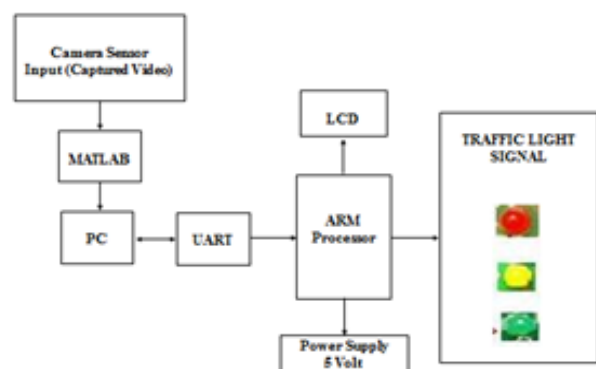 Camera Sensor
Input (Captured Video)
MATLAB
PC
UART
LCD
ARM
Processor
Power Supply
5 Volt
TRAFFIC LIGHT
SIGNAL